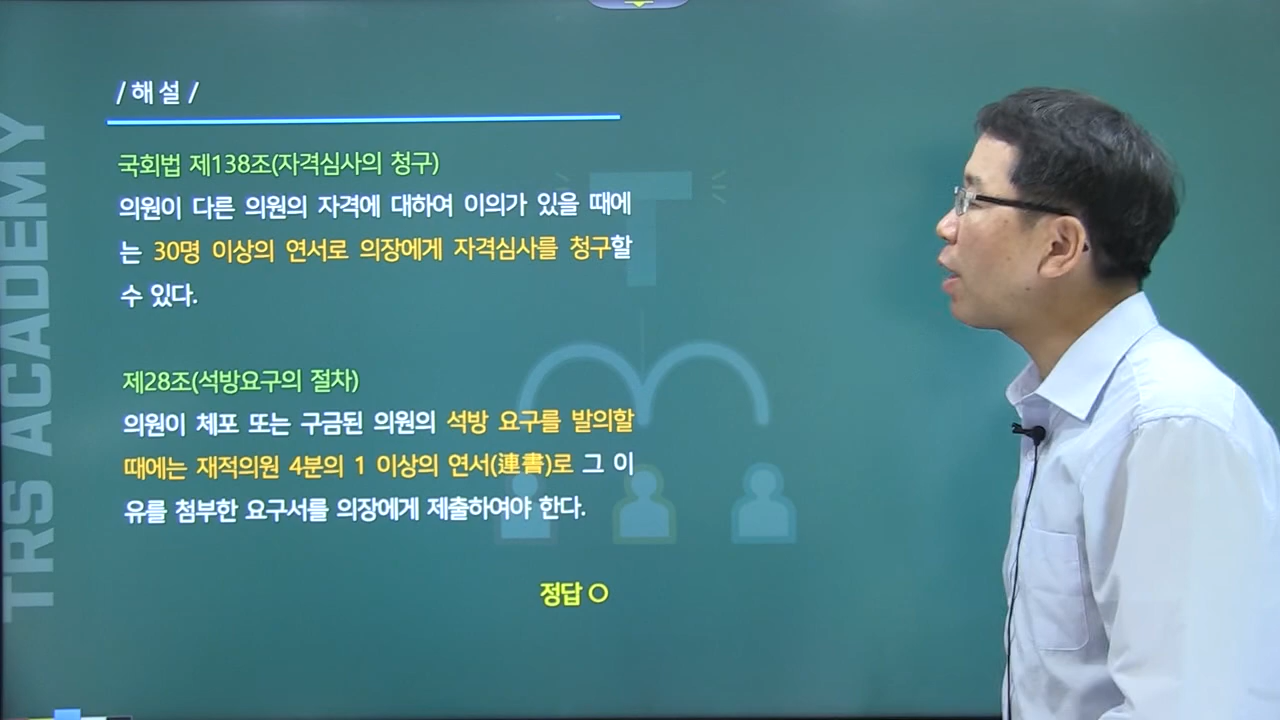 TRS ACADEMY
/ 해 설 /
국회법 제138조(자격심사의 청구)
의원이 다른 의원의 자격에 대하여 이의가 있을 때에
는 30명 이상의 연서로 의장에게 자격심사를 청구할
수 있다.
제28조(석방요구의 절차)
의원이 체포 또는 구금된 의원의 석방 요구를 발의할
때에는 재적의원 4분의 1 이상의 연서(連書)로 그 이
유를 첨부한 요구서를 의장에게 제출하여야 한다.
정답 O